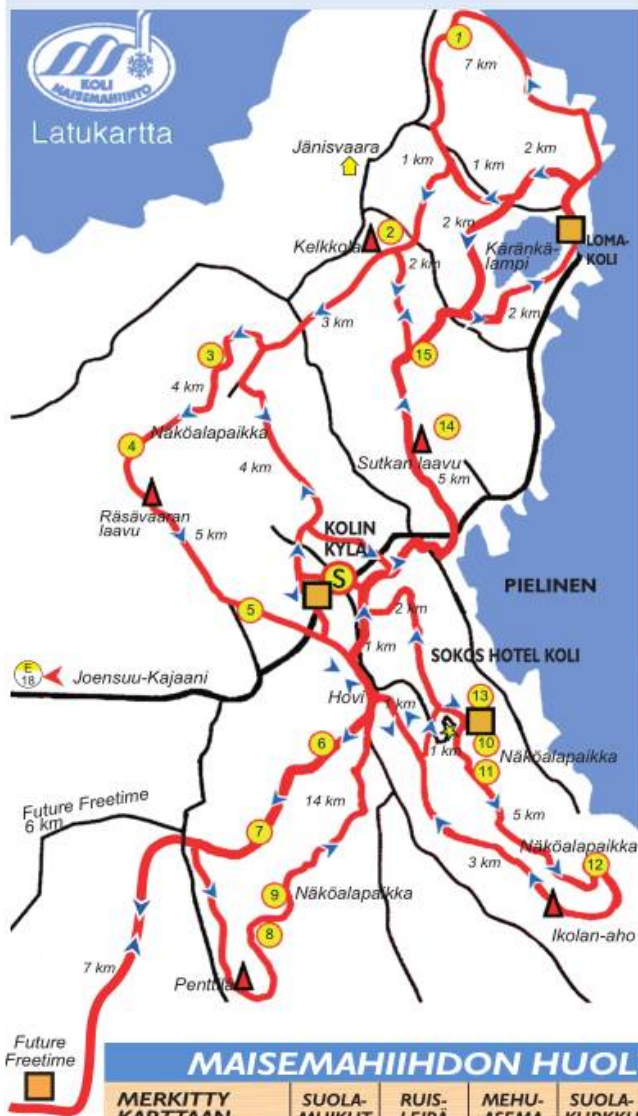 KOLI
MAISEMAHIIHTO
Latukartta
1
7 km
Jänisvaara
1 km
1 km
2 km
2
Kelkkola
2 km
2 km
Käränkä-
lampi
LOMA-
KOLI
2 km
3 km
3
15
4 km
4
Näköalapaikka
14
Sutkan laavu
4 km
5 km
Räsävaaran
laavu
5 km
KOLIN
KYLÄ
S
PIELINEN
5
2 km
1 km
SOKOS HOTEL KOLI
E
18
Joensuu-Kajaani
Hovi
1 km
13
6
1 km
10
Näköalapaikka
11
14 km
Future Freetime
6 km
7
5 km
Näköalapaikka
12
3 km
9
Näköalapaikka
8
Ikolan-aho
7 km
Penttilä
Future
Freetime
MAISEMAHIIHDON HUOL
MERKITTY
KARTTAAN
SUOLA-
MUIKUT
RUIS-
LEIPÄ
MEHU-
ASEMA
SUOLA-
KURKKU